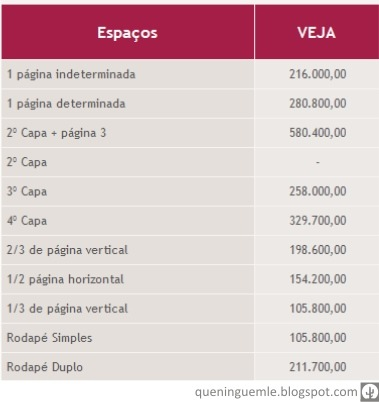 Espaços VEJA
1 página indeterminada 216.000,00
1 página determinada 280.800,00
2º Capa + página 3 580.400,00
2º Capa -
3º Capa 258.000,00
4º Capa 329.700,00
2/3 de página vertical 198.600,00
1/2 página horizontal 154.200,00
1/3 de página vertical 105.800,00
Rodapé Simples 105.800,00
Rodapé Duplo 211.700,00
queninguemle.blogspot.com